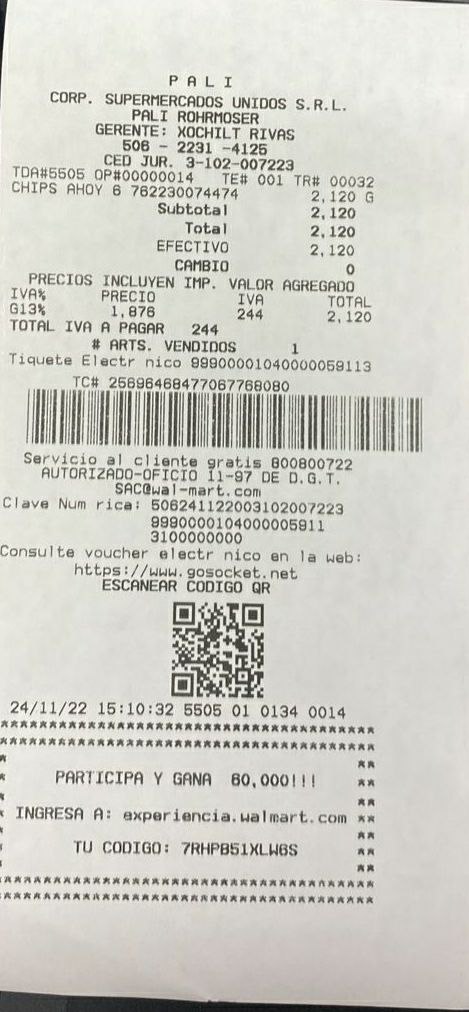 P A L I
CORP. SUPERMERCADOS UNIDOS S.R.L.
PALI ROHRMOSER
GERENTE: XOCHILT RIVAS
506 - 2231 -4125
CED JUR. 3-102-007223
TDA#5505 OP#00000014 TE# 001 TR# 00032
CHIPS AHOY 6 762230074474 2,120 G
Subtotal 2,120
Total 2,120
EFECTIVO 2,120
CAMBIO 0
PRECIOS INCLUYEN IMP. VALOR AGREGADO
IVA% PRECIO IVA TOTAL
G13% 1,876 244 2,120
TOTAL IVA A PAGAR 244
# ARTS. VENDIDOS 1
Tiquete Electr nico 99900001040000059113
TC# 25696468477067768080
Servicio al cliente gratis 800800722
AUTORIZADO-OFICIO 11-97 DE D.G.T.
SAC@wal-mart.com
Clave Num rica: 506241122003102007223
9990000104000005911
3100000000
Consulte voucher electr nico en la web:
https://www.gosocket.net
ESCANEAR CODIGO QR
24/11/22 15:10:32 5505 01 0134 0014
PARTICIPA Y GANA 60,000!!!
INGRESA A: experiencia.walmart.com
TU CODIGO: 7RHPB51XLW6S